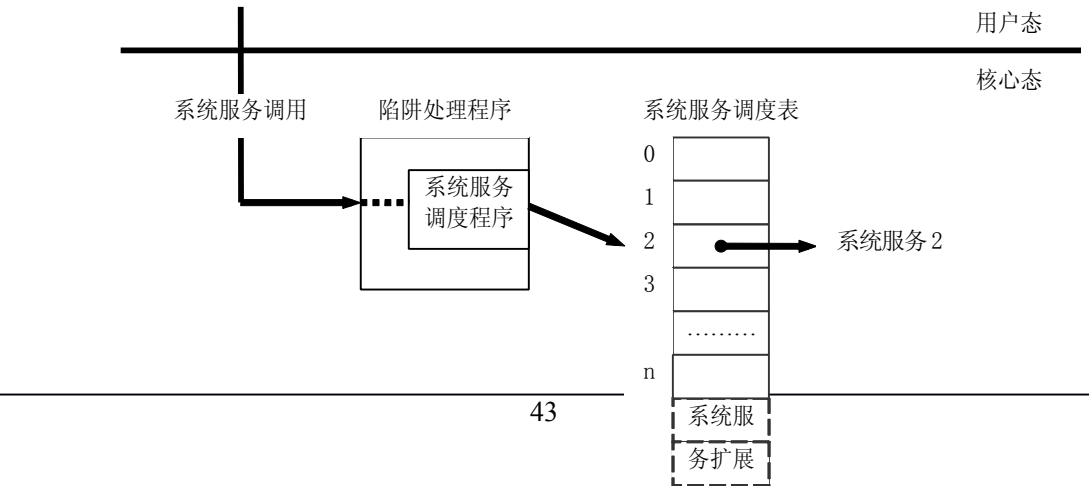 用户态
核心态
系统服务调用
陷阱处理程序
系统服务调度表
0
1
系统服务
调度程序
2
系统服务2
3
………
n
43
系统服
务扩展